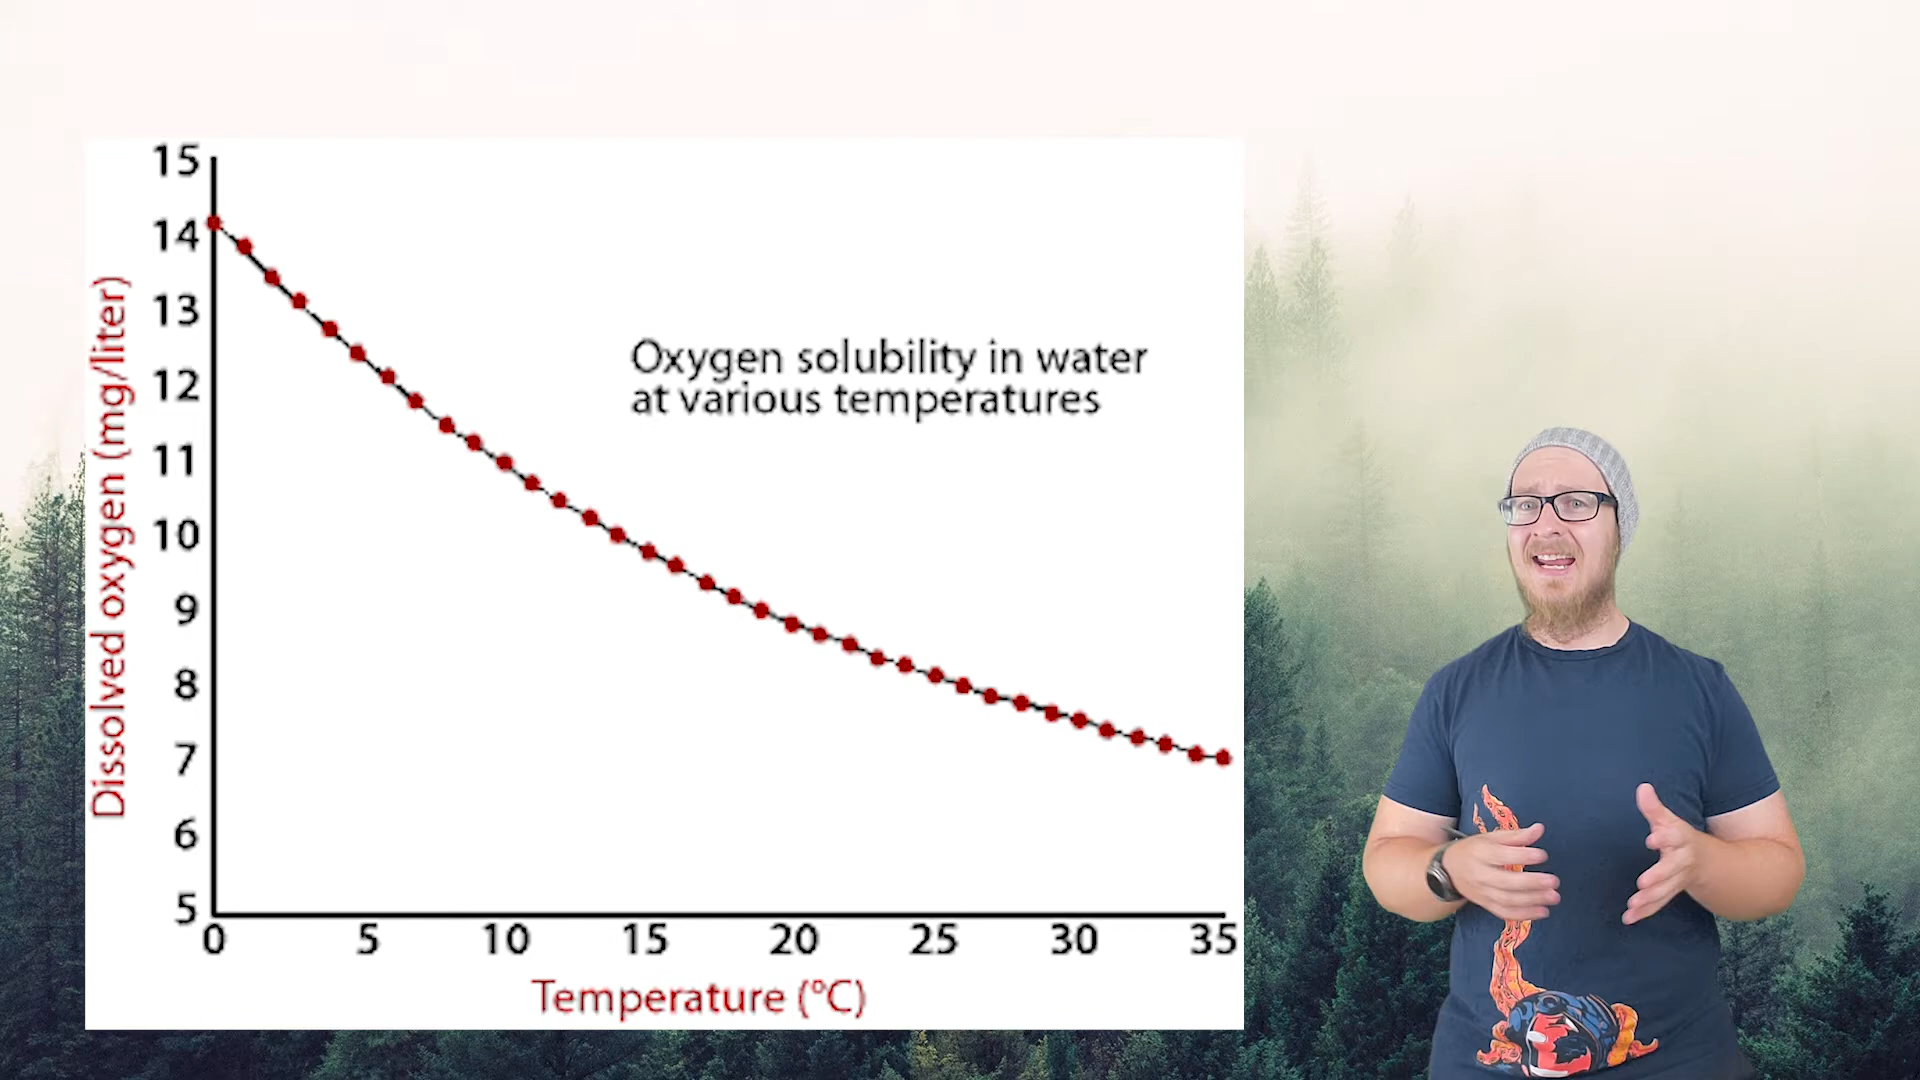 15
14
13
12
11
10
9
8
7
6
5
Dissolved oxygen (mg/liter)
Oxygen solubility in water
at various temperatures
0 5 10 15 20 25 30 35
Temperature (°C)